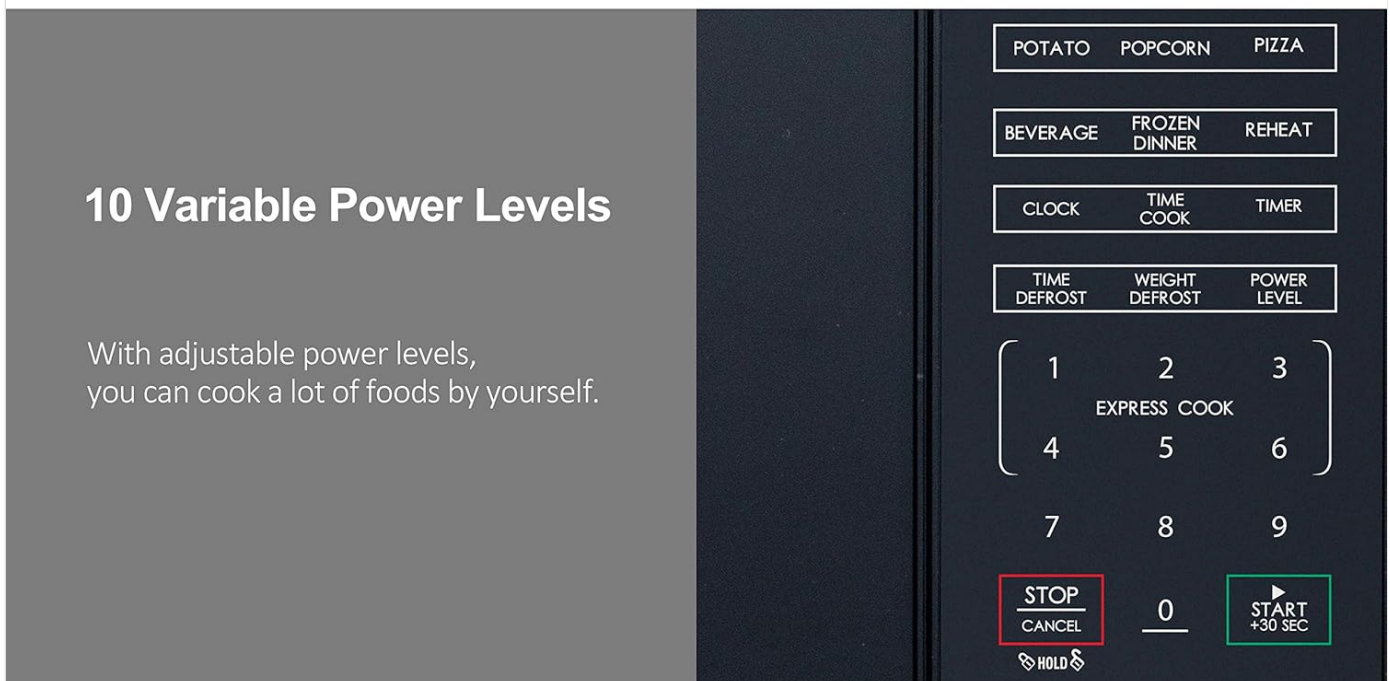 10 Variable Power Levels
With adjustable power levels,
you can cook a lot of foods by yourself.
POTATO POPCORN PIZZA
BEVERAGE FROZEN DINNER REHEAT
CLOCK TIME COOK TIMER
TIME DEFROST WEIGHT DEFROST POWER LEVEL
1 2 3
EXPRESS COOK
4 5 6
7 8 9
STOP
CANCEL
0
START
+30 SEC
HOLD